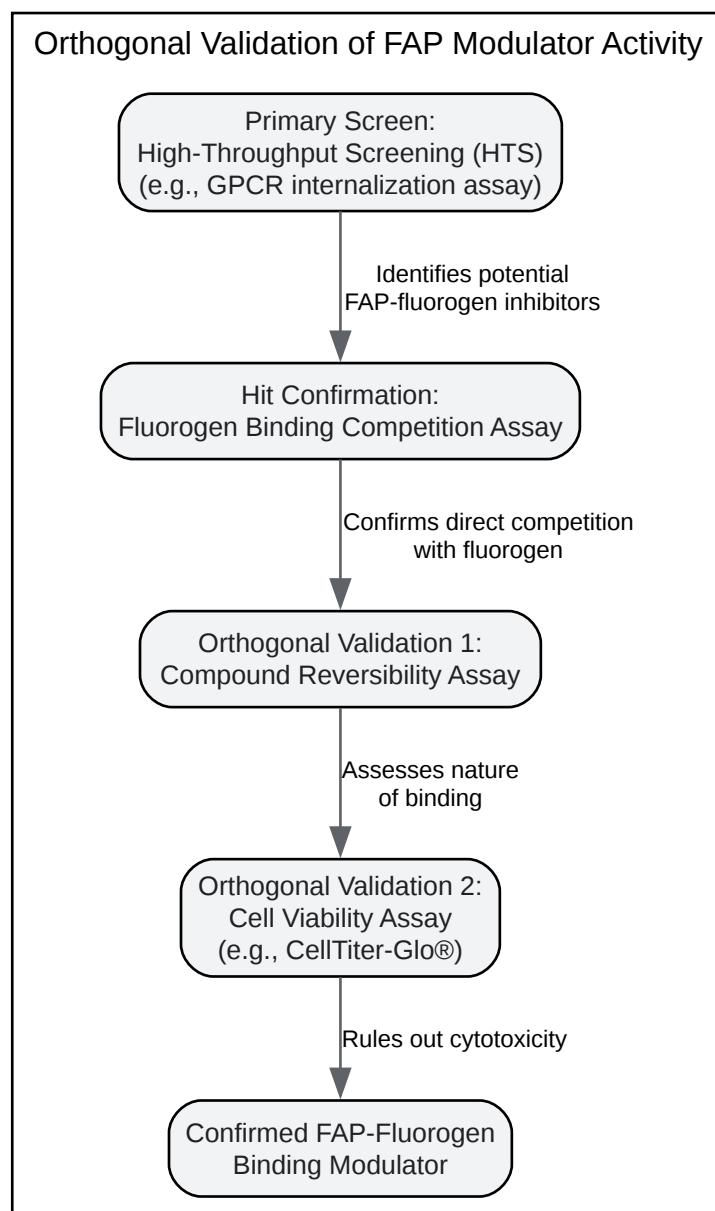 Orthogonal Validation of FAP Modulator Activity
Primary Screen:
High-Throughput Screening (HTS)
(e.g., GPCR internalization assay)
Identifies potential
FAP-fluorogen inhibitors
Hit Confirmation:
Fluorogen Binding Competition Assay
Confirms direct competition
with fluorogen
Orthogonal Validation 1:
Compound Reversibility Assay
Assesses nature
of binding
Orthogonal Validation 2:
Cell Viability Assay
(e.g., CellTiter-Glo®)
Rules out cytotoxicity
Confirmed FAP-Fluorogen
Binding Modulator